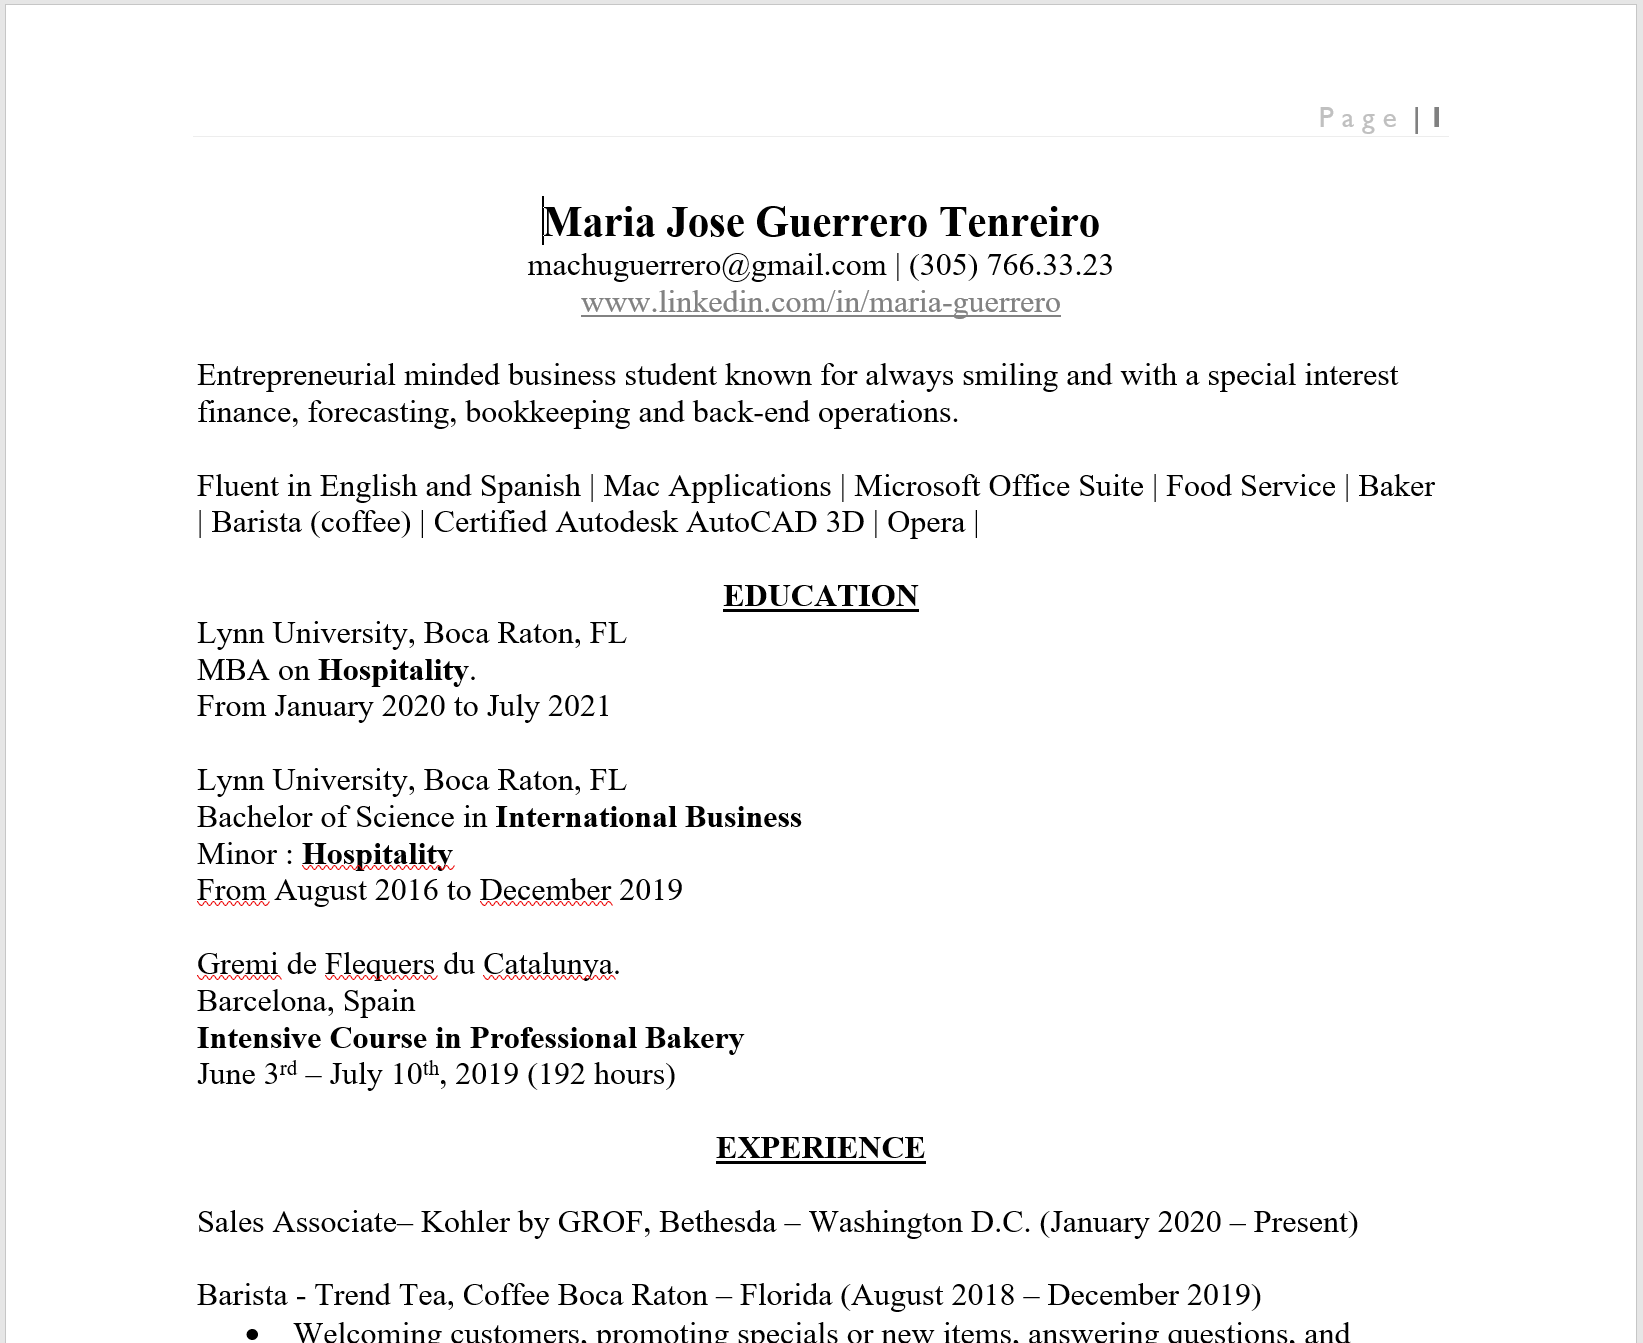 Page | 1
Maria Jose Guerrero Tenreiro
machuguerrero@gmail.com | (305) 766.33.23
www.linkedin.com/in/maria-guerrero
Entrepreneurial minded business student known for always smiling and with a special interest
finance, forecasting, bookkeeping and back-end operations.
Fluent in English and Spanish | Mac Applications | Microsoft Office Suite | Food Service | Baker
| Barista (coffee) | Certified Autodesk AutoCAD 3D | Opera |
EDUCATION
Lynn University, Boca Raton, FL
MBA on Hospitality.
From January 2020 to July 2021
Lynn University, Boca Raton, FL
Bachelor of Science in International Business
Minor : Hospitality
From August 2016 to December 2019
Gremi de Flequers du Catalunya.
Barcelona, Spain
Intensive Course in Professional Bakery
June 3rd – July 10th, 2019 (192 hours)
EXPERIENCE
Sales Associate– Kohler by GROF, Bethesda – Washington D.C. (January 2020 – Present)
Barista - Trend Tea, Coffee Boca Raton – Florida (August 2018 – December 2019)
• Welcoming customers, promoting specials or new items, answering questions, and